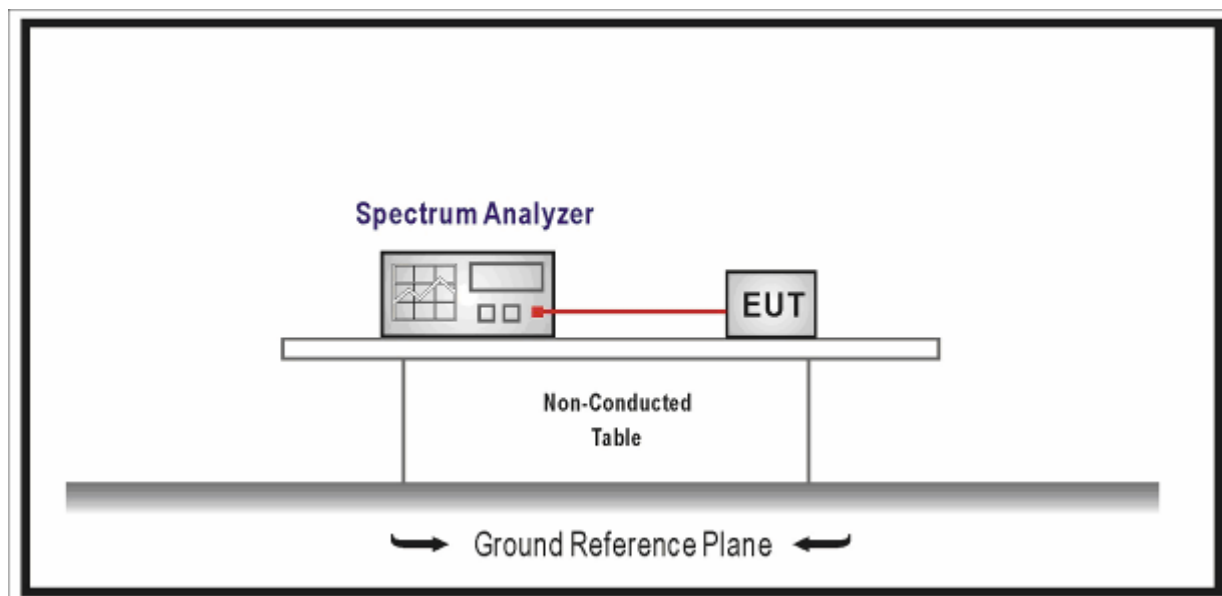 Spectrum Analyzer
EUT
Non-Conducted
Table
Ground Reference Plane